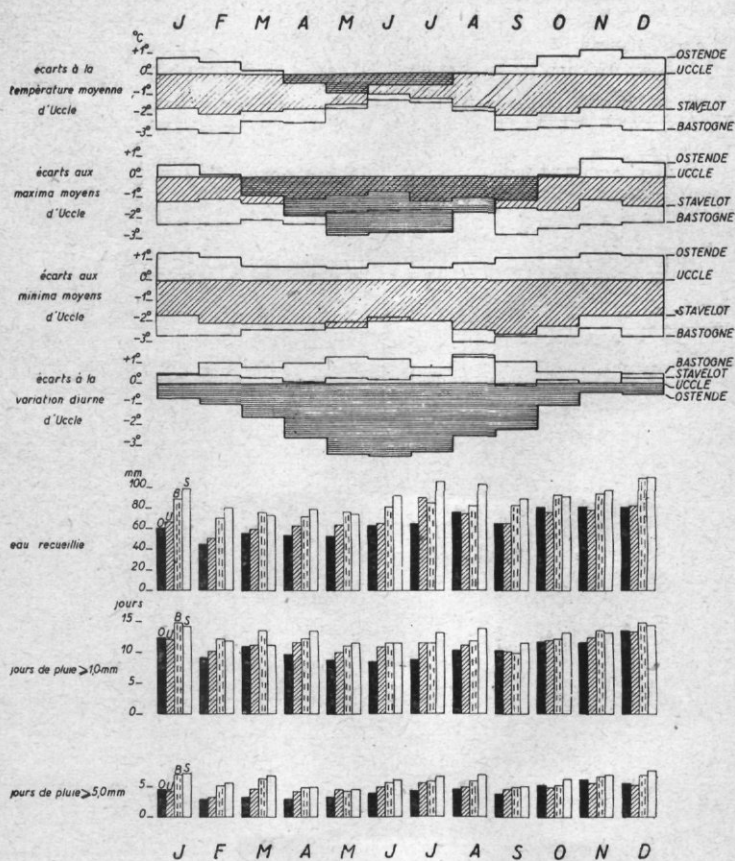 J F M A M J J A S O N D
°C
+1°
0°
-1°
-2°
-3°
écarts à la
température moyenne
d'Uccle
OSTENDE
UCCLE
STAVELOT
BASTOGNE
+1°
0°
-1°
-2°
-3°
écarts aux
maxima moyens
d'Uccle
OSTENDE
UCCLE
STAVELOT
BASTOGNE
+1°
0°
-1°
-2°
-3°
écarts aux
minima moyens
d'Uccle
OSTENDE
UCCLE
STAVELOT
BASTOGNE
+1°
0°
-1°
-2°
-3°
écarts à la
variation diurne
d'Uccle
BASTOGNE
STAVELOT
UCCLE
OSTENDE
mm
100
80
60
40
20
0
eau recueillie
O U B S
jours
15
10
5
0
jours de pluie ≥ 1,0mm
O U B S
5
0
jours de pluie ≥ 5,0mm
O U B S
J F M A M J J A S O N D